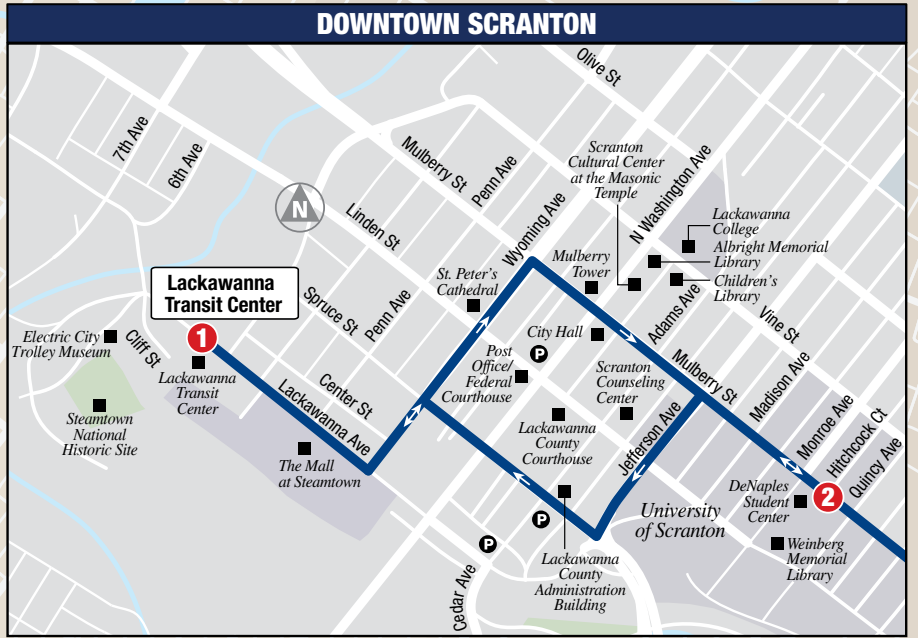 DOWNTOWN SCRANTON
Olive St
7th Ave
6th Ave
Mulberry St
Penn Ave
Scranton
Cultural Center
at the Masonic
Temple
N Washington Ave
N
Linden St
Wyoming Ave
Lackawanna
College
Albright Memorial
Library
Children's
Library
Mulberry
Tower
St. Peter's
Cathedral
Lackawanna
Transit Center
Spruce St
Penn Ave
Adams Ave
Vine St
1
Electric City
Trolley Museum
Cliff St
City Hall
P
Post
Office/
Federal
Courthouse
Scranton
Counseling
Center
Mulberry St
Madison Ave
Lackawanna
Transit
Center
Center St
Lackawanna Ave
Steamtown
National
Historic Site
Lackawanna
County
Courthouse
Jefferson Ave
Monroe Ave
Hitchcock Ct
Quincy Ave
The Mall
at Steamtown
DeNaples
Student
Center
2
University
of Scranton
P
P
Weinberg
Memorial
Library
Lackawanna
County
Administration
Building
Cedar Ave